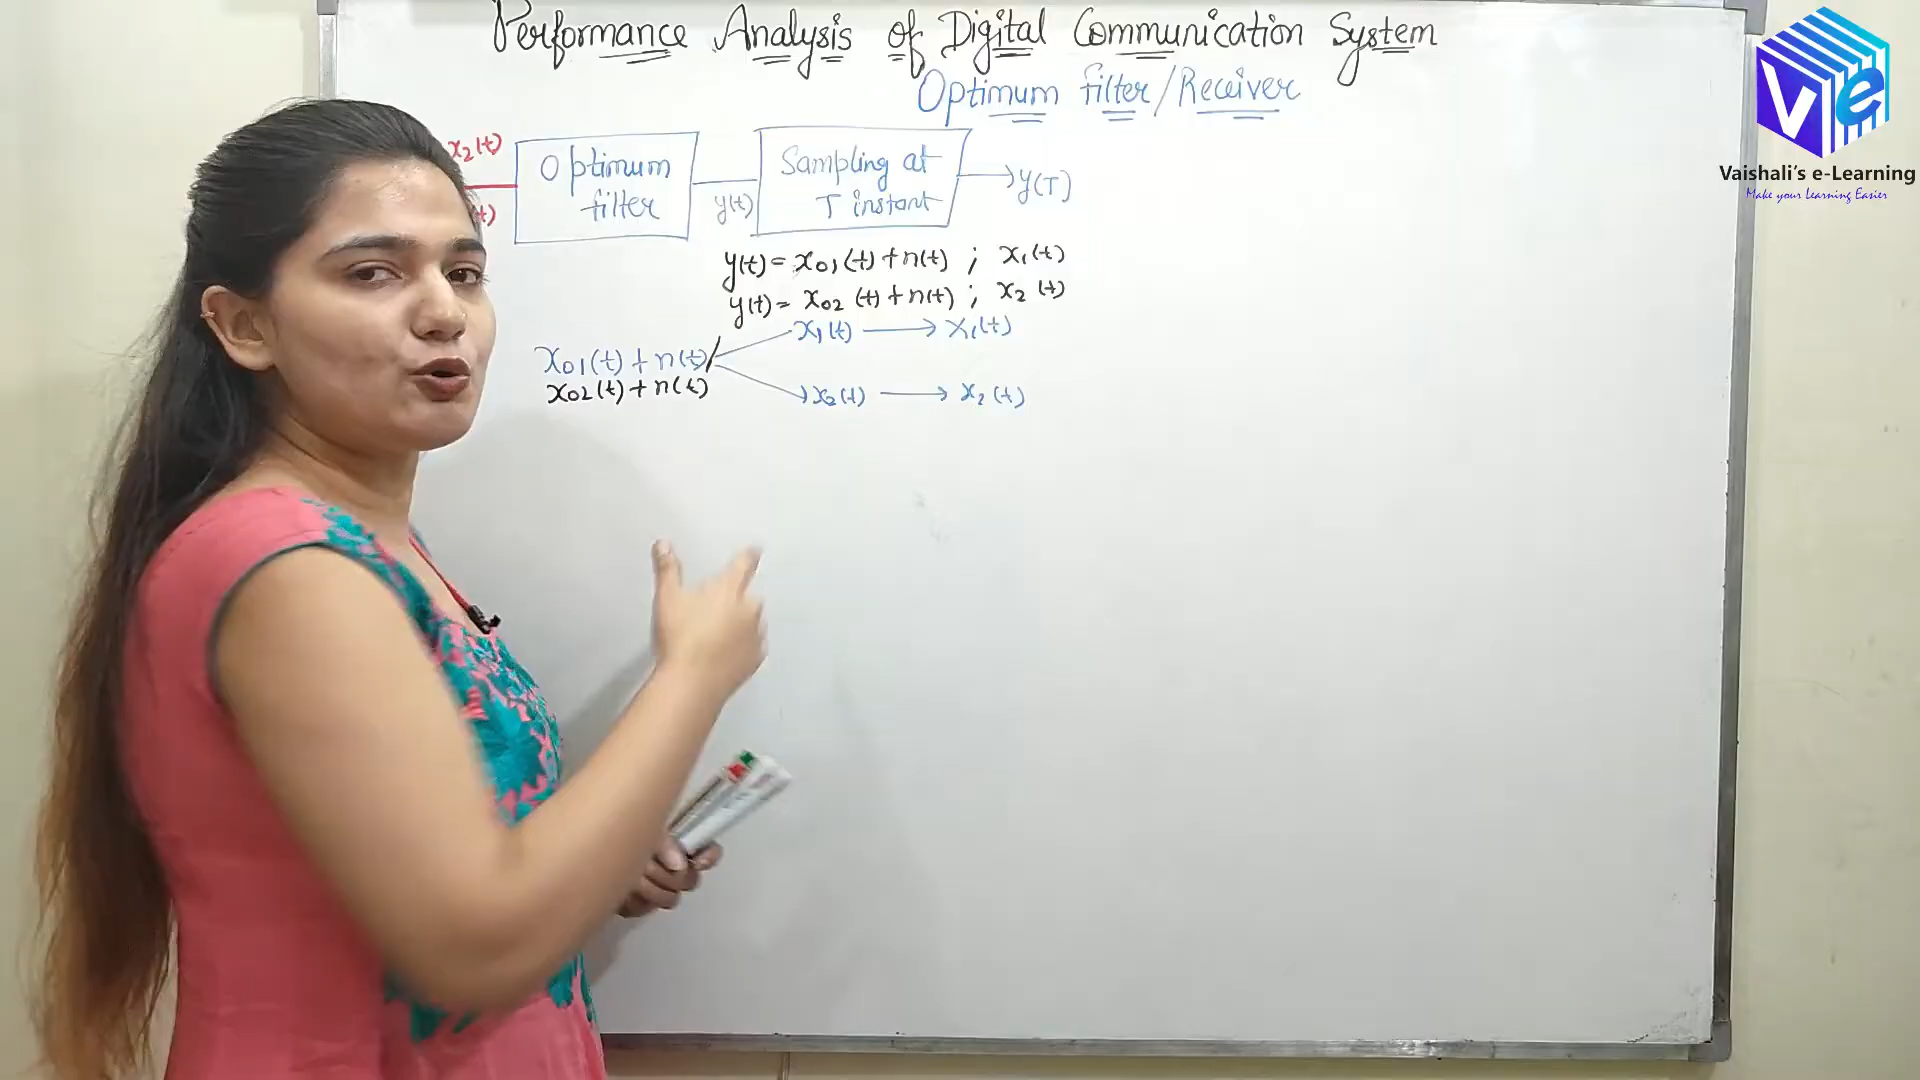 Performance Analysis of Digital Communication System
Optimum filter/Receiver
x2(t)
(t)
Optimum
filter
y(t)
Sampling at
T instant
y(T)
y(t)= x01(t)+n(t) ; x1(t)
y(t)= x02(t)+n(t) ; x2(t)
x01(t)+n(t)/
x02(t)+n(t)
x1(t) → x1(t)
x2(t) → x2(t)
Ve
Vaishali's e-Learning
Make your Learning Easier